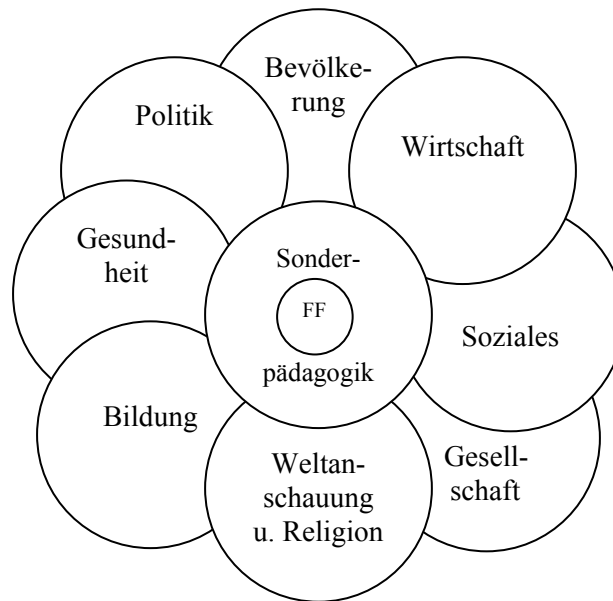 Bevölke-
rung
Politik
Wirtschaft
Gesund-
heit
Sonder-
FF
pädagogik
Soziales
Bildung
Weltan-
schauung
u. Religion
Gesell-
schaft